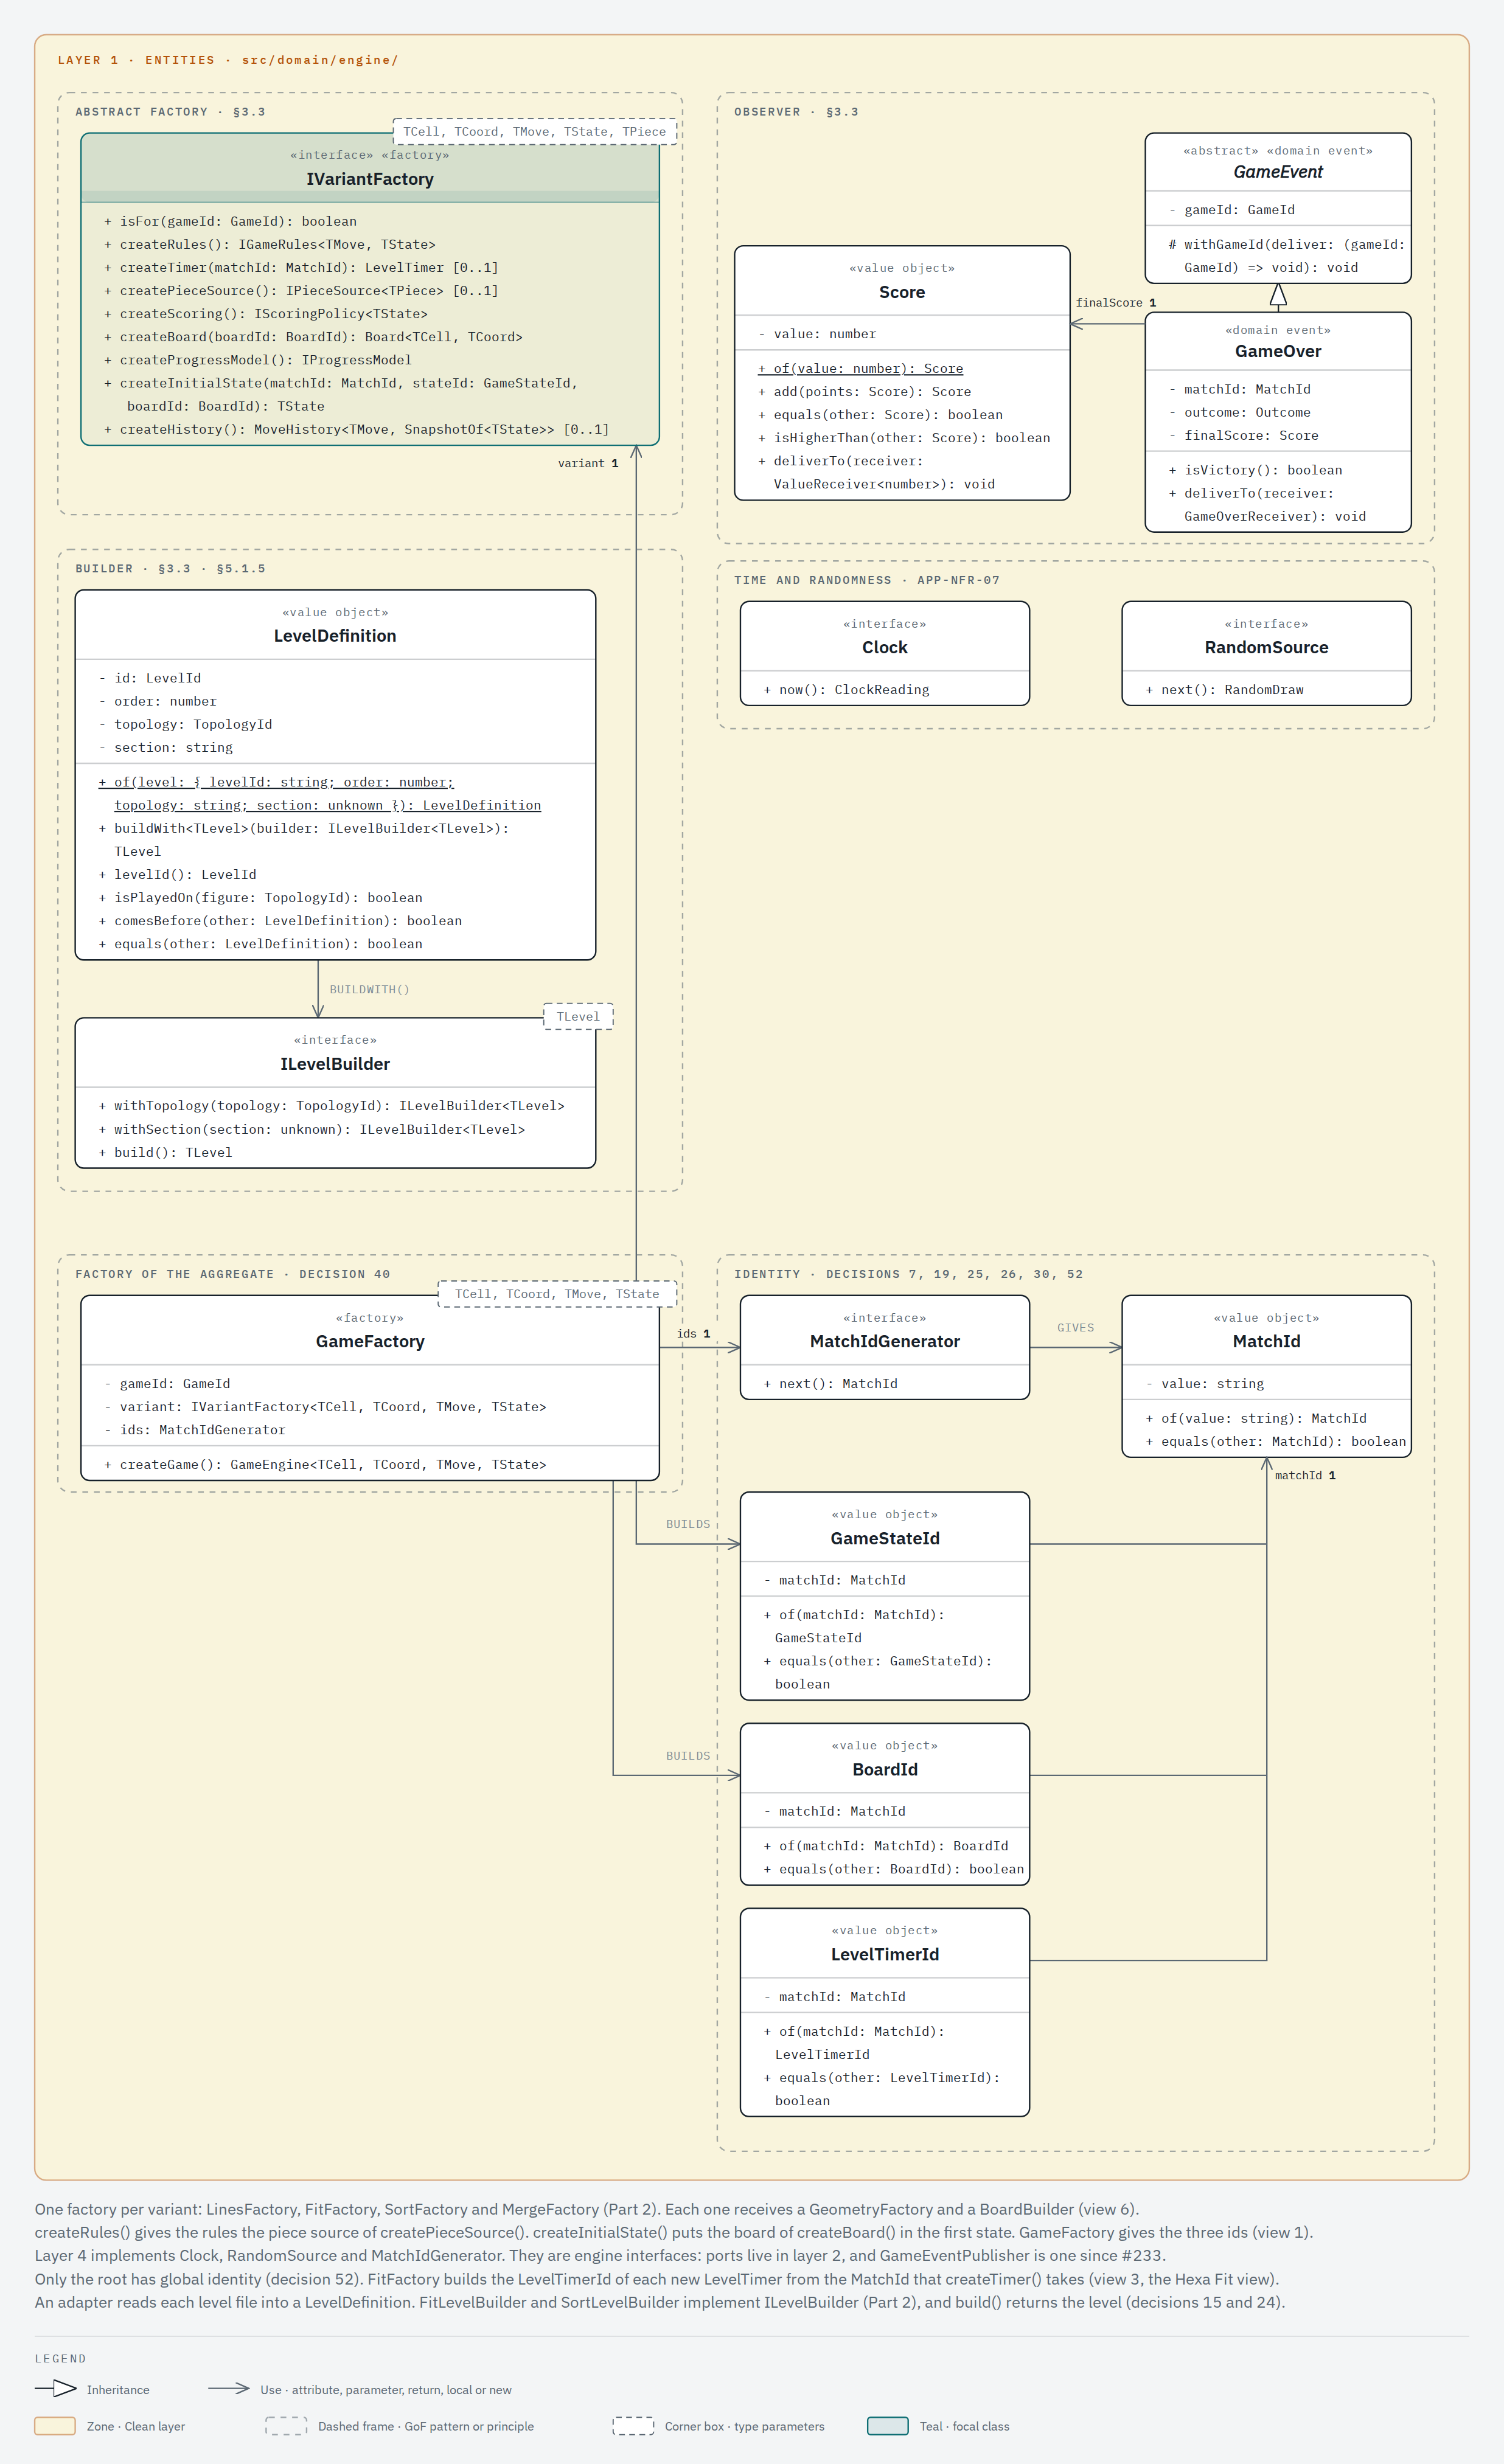 LAYER 1 · ENTITIES · src/domain/engine/
ABSTRACT FACTORY · §3.3
TCell, TCoord, TMove, TState, TPiece
«interface» «factory»
IVariantFactory
+ isFor(gameId: GameId): boolean
+ createRules(): IGameRules<TMove, TState>
+ createTimer(matchId: MatchId): LevelTimer [0..1]
+ createPieceSource(): IPieceSource<TPiece> [0..1]
+ createScoring(): IScoringPolicy<TState>
+ createBoard(boardId: BoardId): Board<TCell, TCoord>
+ createProgressModel(): IProgressModel
+ createInitialState(matchId: MatchId, stateId: GameStateId,
boardId: BoardId): TState
+ createHistory(): MoveHistory<TMove, SnapshotOf<TState>> [0..1]
variant 1
OBSERVER · §3.3
«abstract» «domain event»
GameEvent
- gameId: GameId
# withGameId(deliver: (gameId:
GameId) => void): void
«value object»
Score
- value: number
+ of(value: number): Score
+ add(points: Score): Score
+ equals(other: Score): boolean
+ isHigherThan(other: Score): boolean
+ deliverTo(receiver:
ValueReceiver<number>): void
finalScore 1
«domain event»
GameOver
- matchId: MatchId
- outcome: Outcome
- finalScore: Score
+ isVictory(): boolean
+ deliverTo(receiver:
GameOverReceiver): void
BUILDER · §3.3 · §5.1.5
«value object»
LevelDefinition
- id: LevelId
- order: number
- topology: TopologyId
- section: string
+ of(level: { levelId: string; order: number;
topology: string; section: unknown }): LevelDefinition
+ buildWith<TLevel>(builder: ILevelBuilder<TLevel>):
TLevel
+ levelId(): LevelId
+ isPlayedOn(figure: TopologyId): boolean
+ comesBefore(other: LevelDefinition): boolean
+ equals(other: LevelDefinition): boolean
BUILDWITH()
TLevel
«interface»
ILevelBuilder
+ withTopology(topology: TopologyId): ILevelBuilder<TLevel>
+ withSection(section: unknown): ILevelBuilder<TLevel>
+ build(): TLevel
TIME AND RANDOMNESS · APP-NFR-07
«interface»
Clock
+ now(): ClockReading
«interface»
RandomSource
+ next(): RandomDraw
FACTORY OF THE AGGREGATE · DECISION 40
TCell, TCoord, TMove, TState
«factory»
GameFactory
- gameId: GameId
- variant: IVariantFactory<TCell, TCoord, TMove, TState>
- ids: MatchIdGenerator
+ createGame(): GameEngine<TCell, TCoord, TMove, TState>
ids 1
IDENTITY · DECISIONS 7, 19, 25, 26, 30, 52
«interface»
MatchIdGenerator
+ next(): MatchId
GIVES
«value object»
MatchId
- value: string
+ of(value: string): MatchId
+ equals(other: MatchId): boolean
matchId 1
BUILDS
«value object»
GameStateId
- matchId: MatchId
+ of(matchId: MatchId):
GameStateId
+ equals(other: GameStateId):
boolean
BUILDS
«value object»
BoardId
- matchId: MatchId
+ of(matchId: MatchId): BoardId
+ equals(other: BoardId): boolean
«value object»
LevelTimerId
- matchId: MatchId
+ of(matchId: MatchId):
LevelTimerId
+ equals(other: LevelTimerId):
boolean
One factory per variant: LinesFactory, FitFactory, SortFactory and MergeFactory (Part 2). Each one receives a GeometryFactory and a BoardBuilder (view 6).
createRules() gives the rules the piece source of createPieceSource(). createInitialState() puts the board of createBoard() in the first state. GameFactory gives the three ids (view 1).
Layer 4 implements Clock, RandomSource and MatchIdGenerator. They are engine interfaces: ports live in layer 2, and GameEventPublisher is one since #233.
Only the root has global identity (decision 52). FitFactory builds the LevelTimerId of each new LevelTimer from the MatchId that createTimer() takes (view 3, the Hexa Fit view).
An adapter reads each level file into a LevelDefinition. FitLevelBuilder and SortLevelBuilder implement ILevelBuilder (Part 2), and build() returns the level (decisions 15 and 24).
LEGEND
Inheritance
Use · attribute, parameter, return, local or new
Zone · Clean layer
Dashed frame · GoF pattern or principle
Corner box · type parameters
Teal · focal class